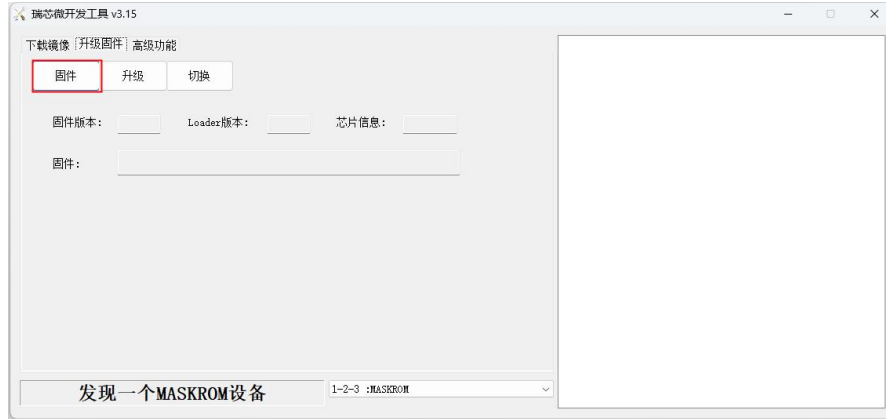 瑞芯微开发工具 v3.15
下载镜像 升级固件 高级功能
固件 升级 切换
固件版本: Loader版本: 芯片信息:
固件:
发现一个MASKROM设备 1-2-3 :MASKROM